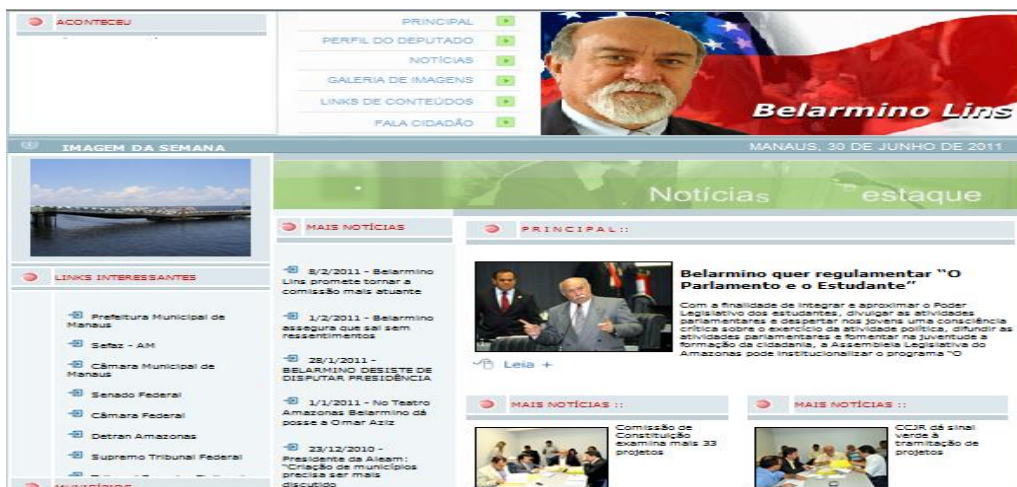 ACONTECEU
PRINCIPAL
PERFIL DO DEPUTADO
NOTÍCIAS
GALERIA DE IMAGENS
LINKS DE CONTEÚDOS
FALA CIDADÃO
Belarmino Lins
IMAGEM DA SEMANA
MANAUS, 30 DE JUNHO DE 2011
Notícias estaque
LINKS INTERESSANTES
Prefeitura Municipal de
Manaus
Sefaz - AM
Câmara Municipal de
Manaus
Senado Federal
Câmara Federal
Detran Amazonas
Supremo Tribunal Federal
MUNICÍPIOS
MAIS NOTÍCIAS
8/2/2011 - Belarmino
Lins promete tornar a
comissão mais atuante
1/2/2011 - Belarmino
assegura que sai sem
ressentimentos
28/1/2011 -
BELARMINO DESISTE DE
DISPUTAR PRESIDÊNCIA
1/1/2011 - No Teatro
Amazonas Belarmino dá
posse a Omar Aziz
23/12/2010 -
Presidente da Aleam:
"Criação de municípios
precisa ser mais
discutido
PRINCIPAL ::
Belarmino quer regulamentar “O
Parlamento e o Estudante”
Com a finalidade de integrar e aproximar o Poder
Legislativo dos estudantes, divulgar as atividades
parlamentares e despertar nos jovens uma consciência
crítica sobre o exercício da atividade política, difundir as
atividades parlamentares e fomentar na juventude a
formação da cidadania, a Assembleia Legislativa do
Amazonas pode institucionalizar o programa “O
Leia +
MAIS NOTÍCIAS ::
Comissão de
Constituição
examina mais 33
projetos
MAIS NOTÍCIAS ::
CCJR dá sinal
verde à
tramitação de
projetos